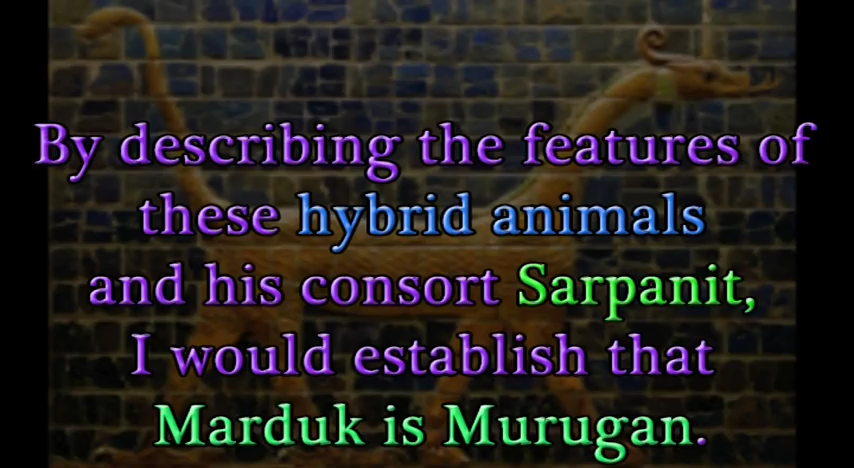 By describing the features of
these hybrid animals
and his consort Sarpanit,
I would establish that
Marduk is Murugan.